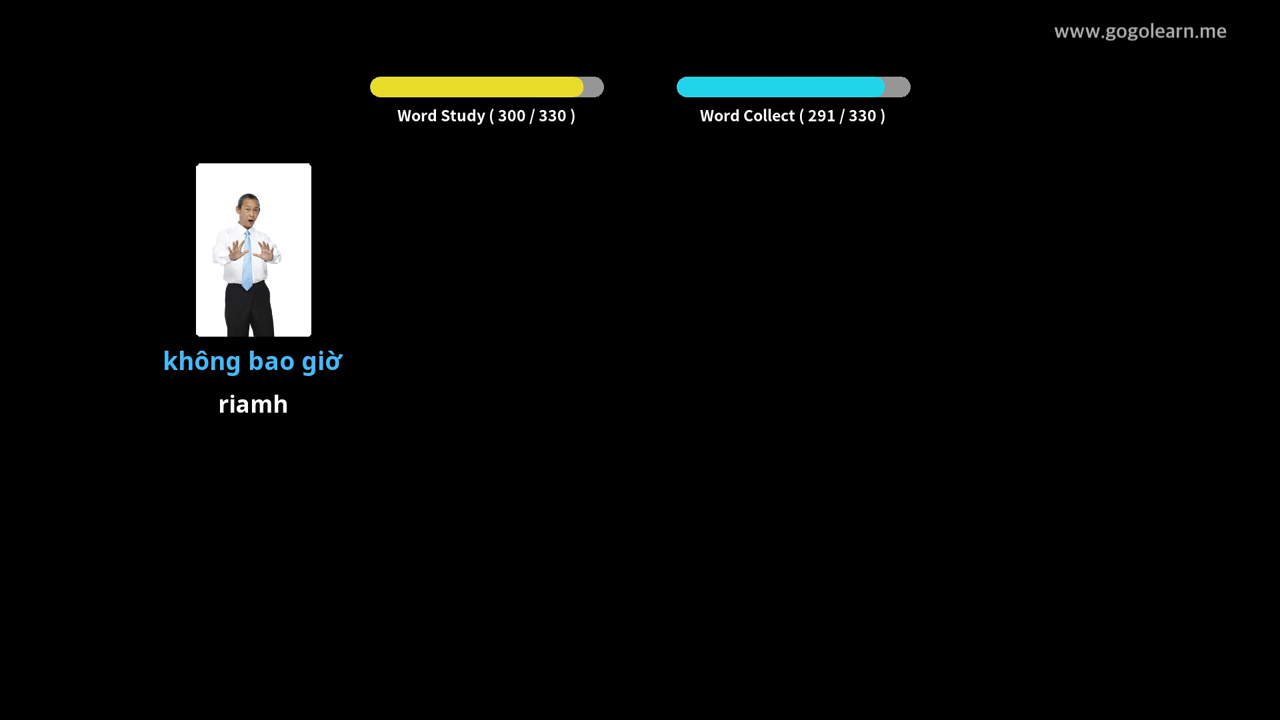 www.gogolearn.me
Word Study ( 300 / 330 )
Word Collect ( 291 / 330 )
không bao giờ
riamh